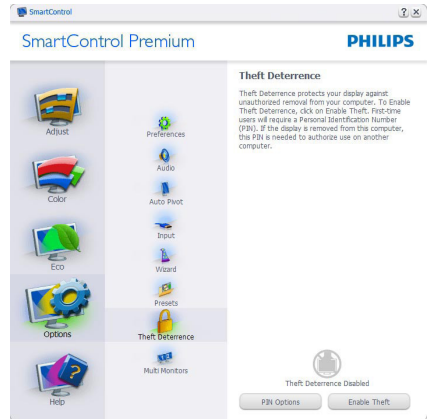 SmartControl
SmartControl Premium
PHILIPS
Adjust
Color
Eco
Options
Help
Preferences
Audio
Auto Pivot
Input
Wizard
Presets
Theft Deterrence
Multi Monitors
Theft Deterrence
Theft Deterrence protects your display against
unauthorized removal from your computer. To Enable
Theft Deterrence, click on Enable Theft. First-time
users will require a Personal Identification Number
(PIN). If the display is removed from this computer,
this PIN is needed to authorize use on another
computer.
Theft Deterrence Disabled
PIN Options
Enable Theft